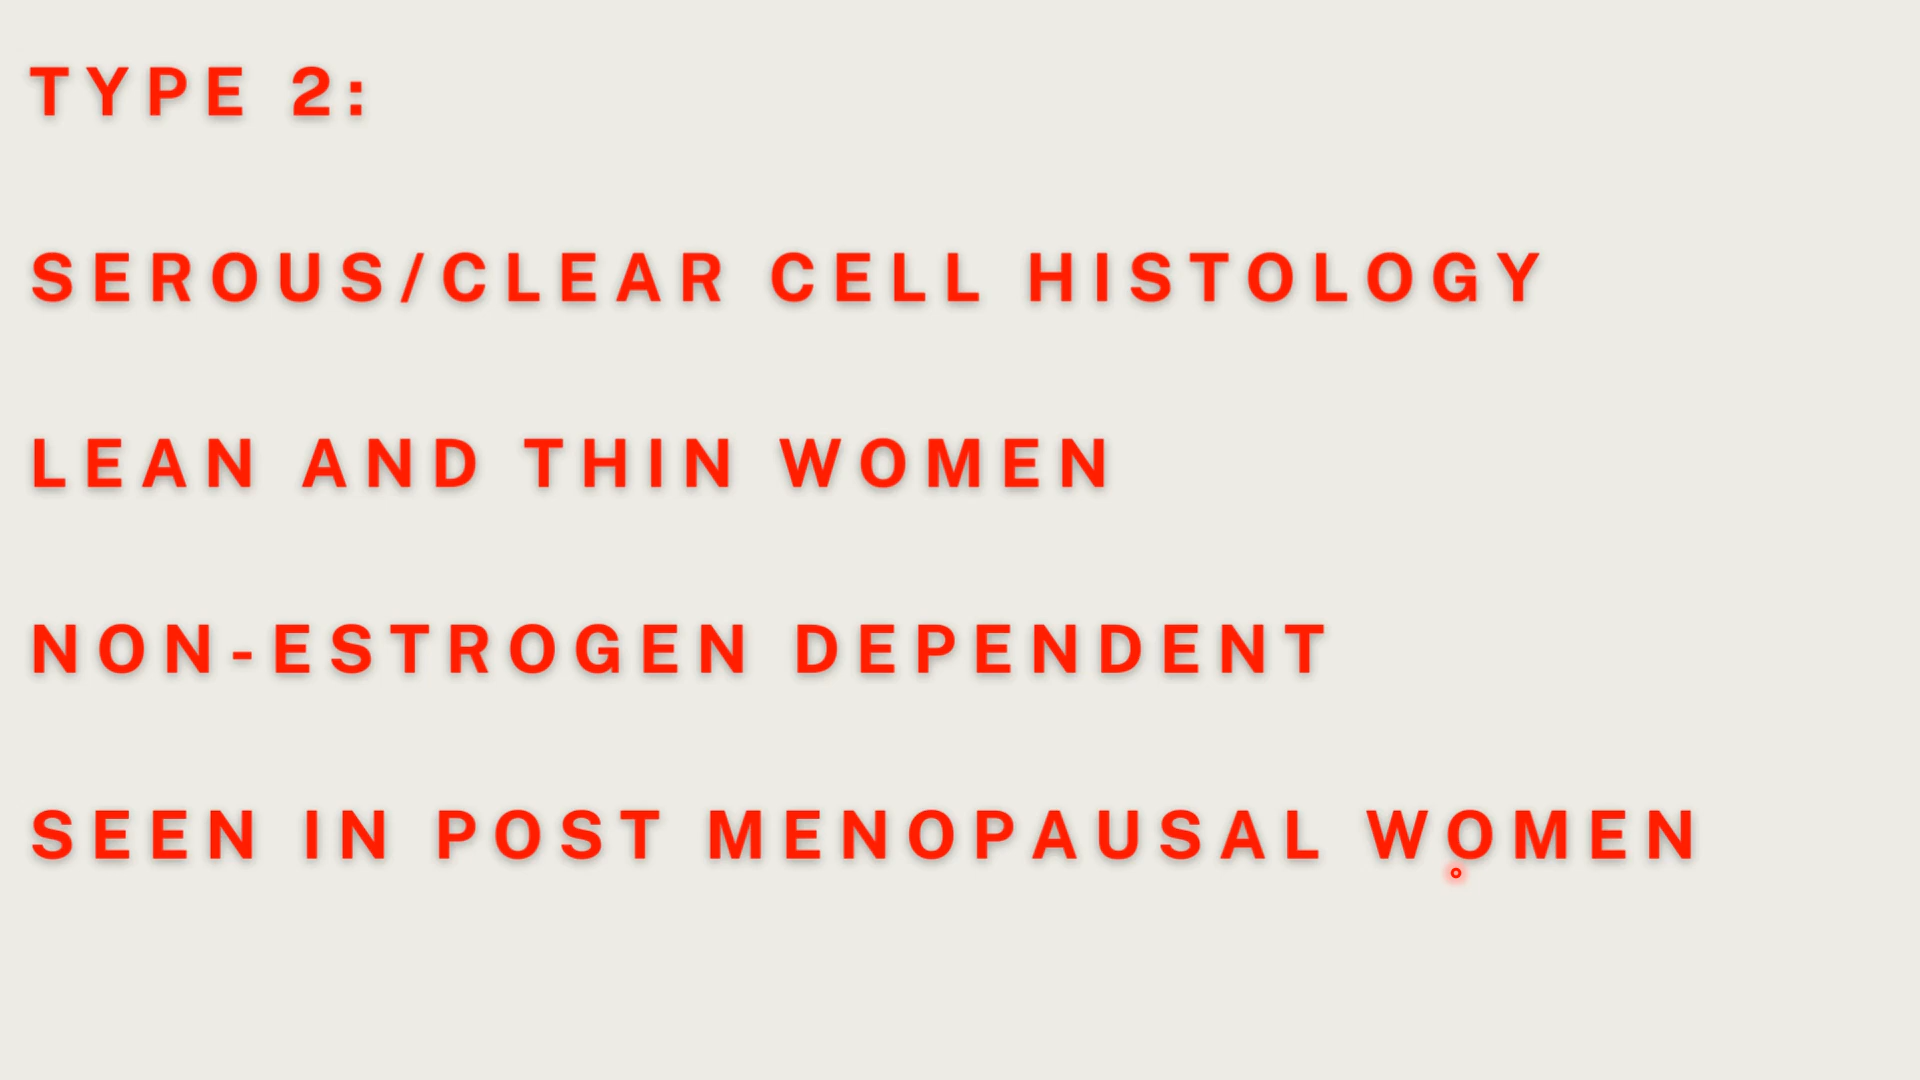 TYPE 2:
SEROUS/CLEAR CELL HISTOLOGY
LEAN AND THIN WOMEN
NON-ESTROGEN DEPENDENT
SEEN IN POST MENOPAUSAL WOMEN